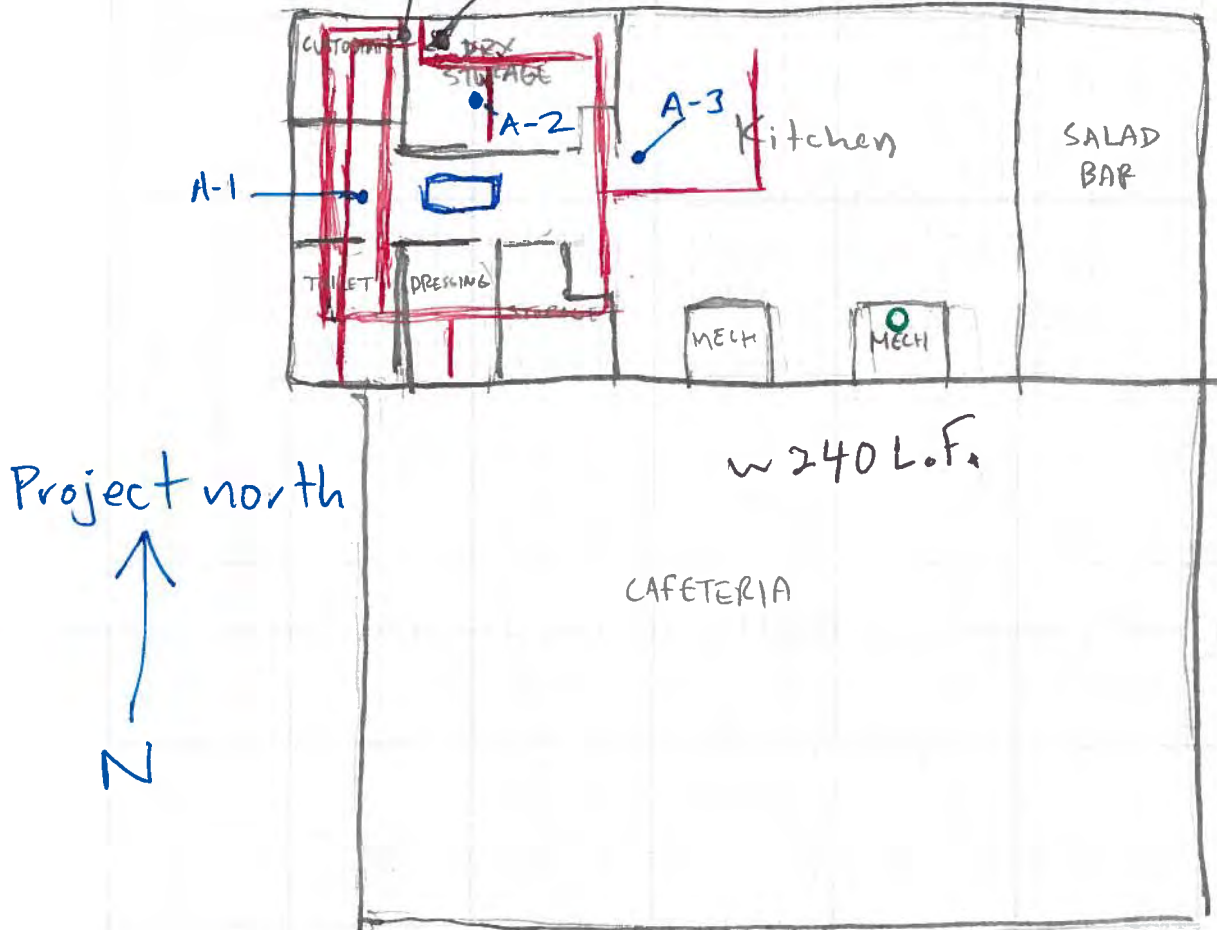 CUSTODIAN
DRY
STORAGE
A-2
A-3
Kitchen
SALAD
BAR
A-1
TOILET
DRESSING
STORAGE
MECH
MECH
~240 L.F.
Project north
N
CAFETERIA